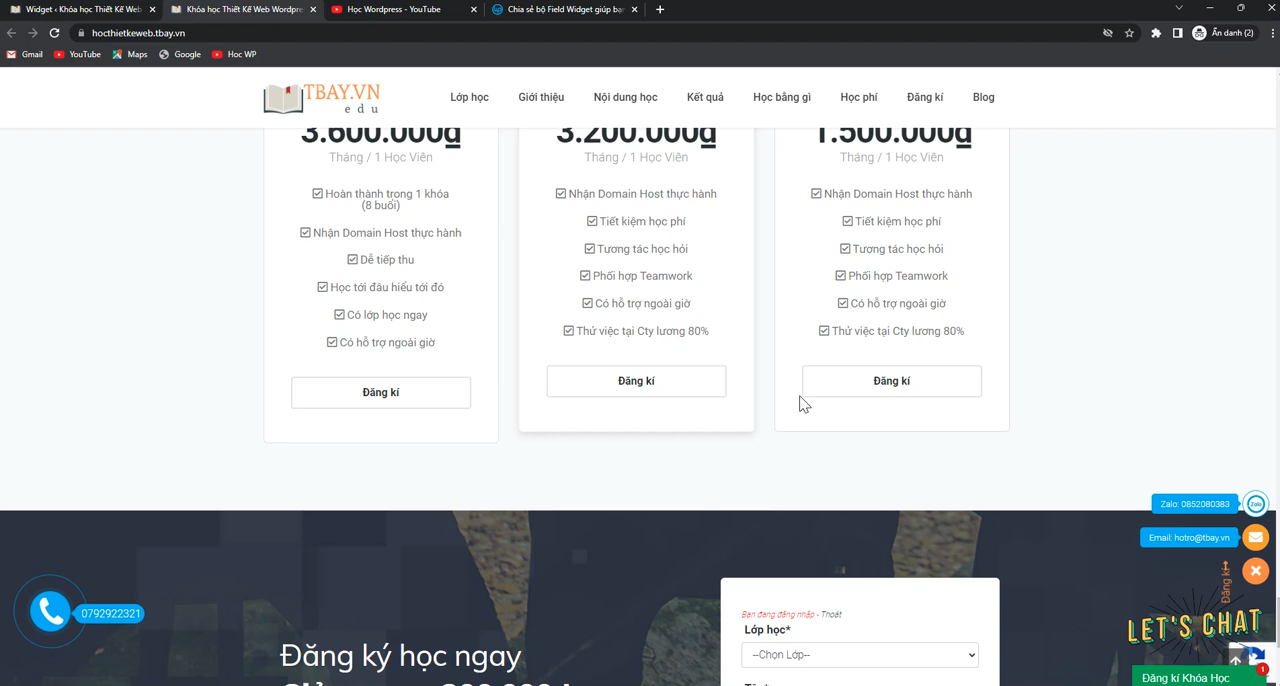 Widget ‹ Khóa học Thiết Kế Web
Khóa học Thiết Kế Web Wordpres
Học Wordpress - YouTube
Chia sẻ bộ Field Widget giúp bạn
hocthietkeweb.tbay.vn
Ẩn danh (2)
Gmail
YouTube
Maps
Google
Hoc WP
TBAY.VN
edu
Lớp học
Giới thiệu
Nội dung học
Kết quả
Học bằng gì
Học phí
Đăng kí
Blog
3.600.000₫
Tháng / 1 Học Viên
Hoàn thành trong 1 khóa
(8 buổi)
Nhận Domain Host thực hành
Dễ tiếp thu
Học tới đâu hiểu tới đó
Có lớp học ngay
Có hỗ trợ ngoài giờ
Đăng kí
3.200.000₫
Tháng / 1 Học Viên
Nhận Domain Host thực hành
Tiết kiệm học phí
Tương tác học hỏi
Phối hợp Teamwork
Có hỗ trợ ngoài giờ
Thử việc tại Cty lương 80%
Đăng kí
1.500.000₫
Tháng / 1 Học Viên
Nhận Domain Host thực hành
Tiết kiệm học phí
Tương tác học hỏi
Phối hợp Teamwork
Có hỗ trợ ngoài giờ
Thử việc tại Cty lương 80%
Đăng kí
Zalo: 0852080383
Zalo
Email: hotro@tbay.vn
Đăng kí
0792922321
LET'S CHAT
Đăng ký học ngay
Bạn đang đăng nhập - Thoát
Lớp học*
--Chọn Lớp--
1
Đăng kí Khóa Học